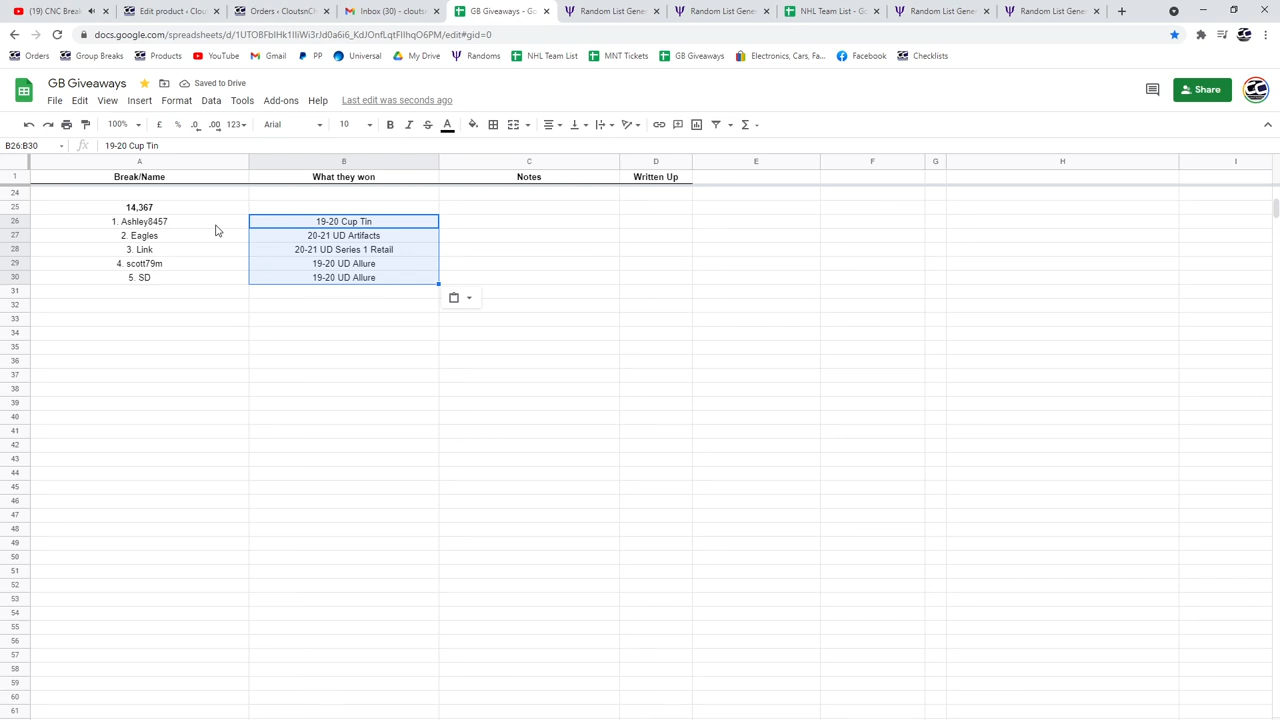 (19) CNC Break
Edit product ‹ Clou
Orders ‹ CloutsnCh
Inbox (30) - clouts
GB Giveaways - Go
Random List Gene
Random List Gene
NHL Team List - Go
Random List Gene
Random List Gene
docs.google.com/spreadsheets/d/
Orders
Group Breaks
Products
YouTube
Gmail
PP
Universal
My Drive
Randoms
NHL Team List
MNT Tickets
GB Giveaways
Electronics, Cars, Fa...
Facebook
Checklists
GB Giveaways
Saved to Drive
File Edit View Insert Format Data Tools Add-ons Help Last edit was seconds ago
Share
100% £ % .0 .00 123 Arial 10
B26:B30 fx 19-20 Cup Tin
A B C D E F G H I
1 Break/Name What they won Notes Written Up
24
25 14,367
26 1. Ashley8457 19-20 Cup Tin
27 2. Eagles 20-21 UD Artifacts
28 3. Link 20-21 UD Series 1 Retail
29 4. scott79m 19-20 UD Allure
30 5. SD 19-20 UD Allure
31
32
33
34
35
36
37
38
39
40
41
42
43
44
45
46
47
48
49
50
51
52
53
54
55
56
57
58
59
60
61